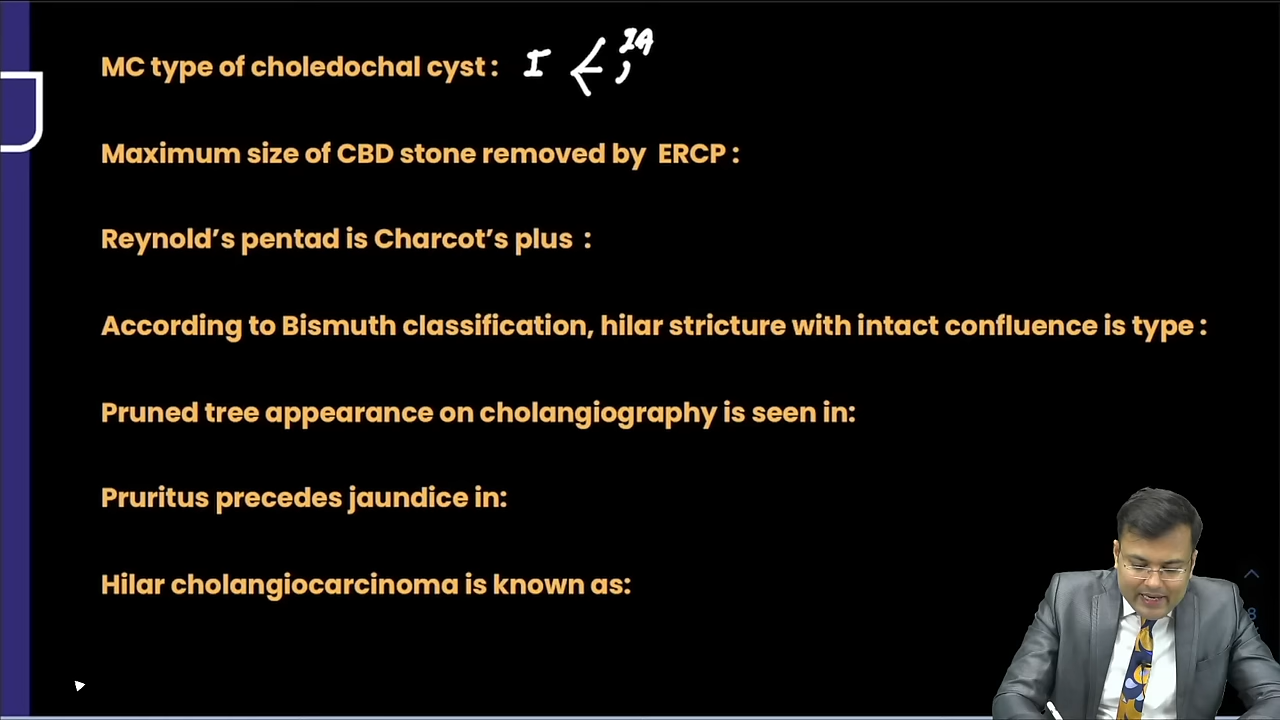 MC type of choledochal cyst : I < IA
Maximum size of CBD stone removed by ERCP :
Reynold’s pentad is Charcot’s plus :
According to Bismuth classification, hilar stricture with intact confluence is type :
Pruned tree appearance on cholangiography is seen in:
Pruritus precedes jaundice in:
Hilar cholangiocarcinoma is known as:
8